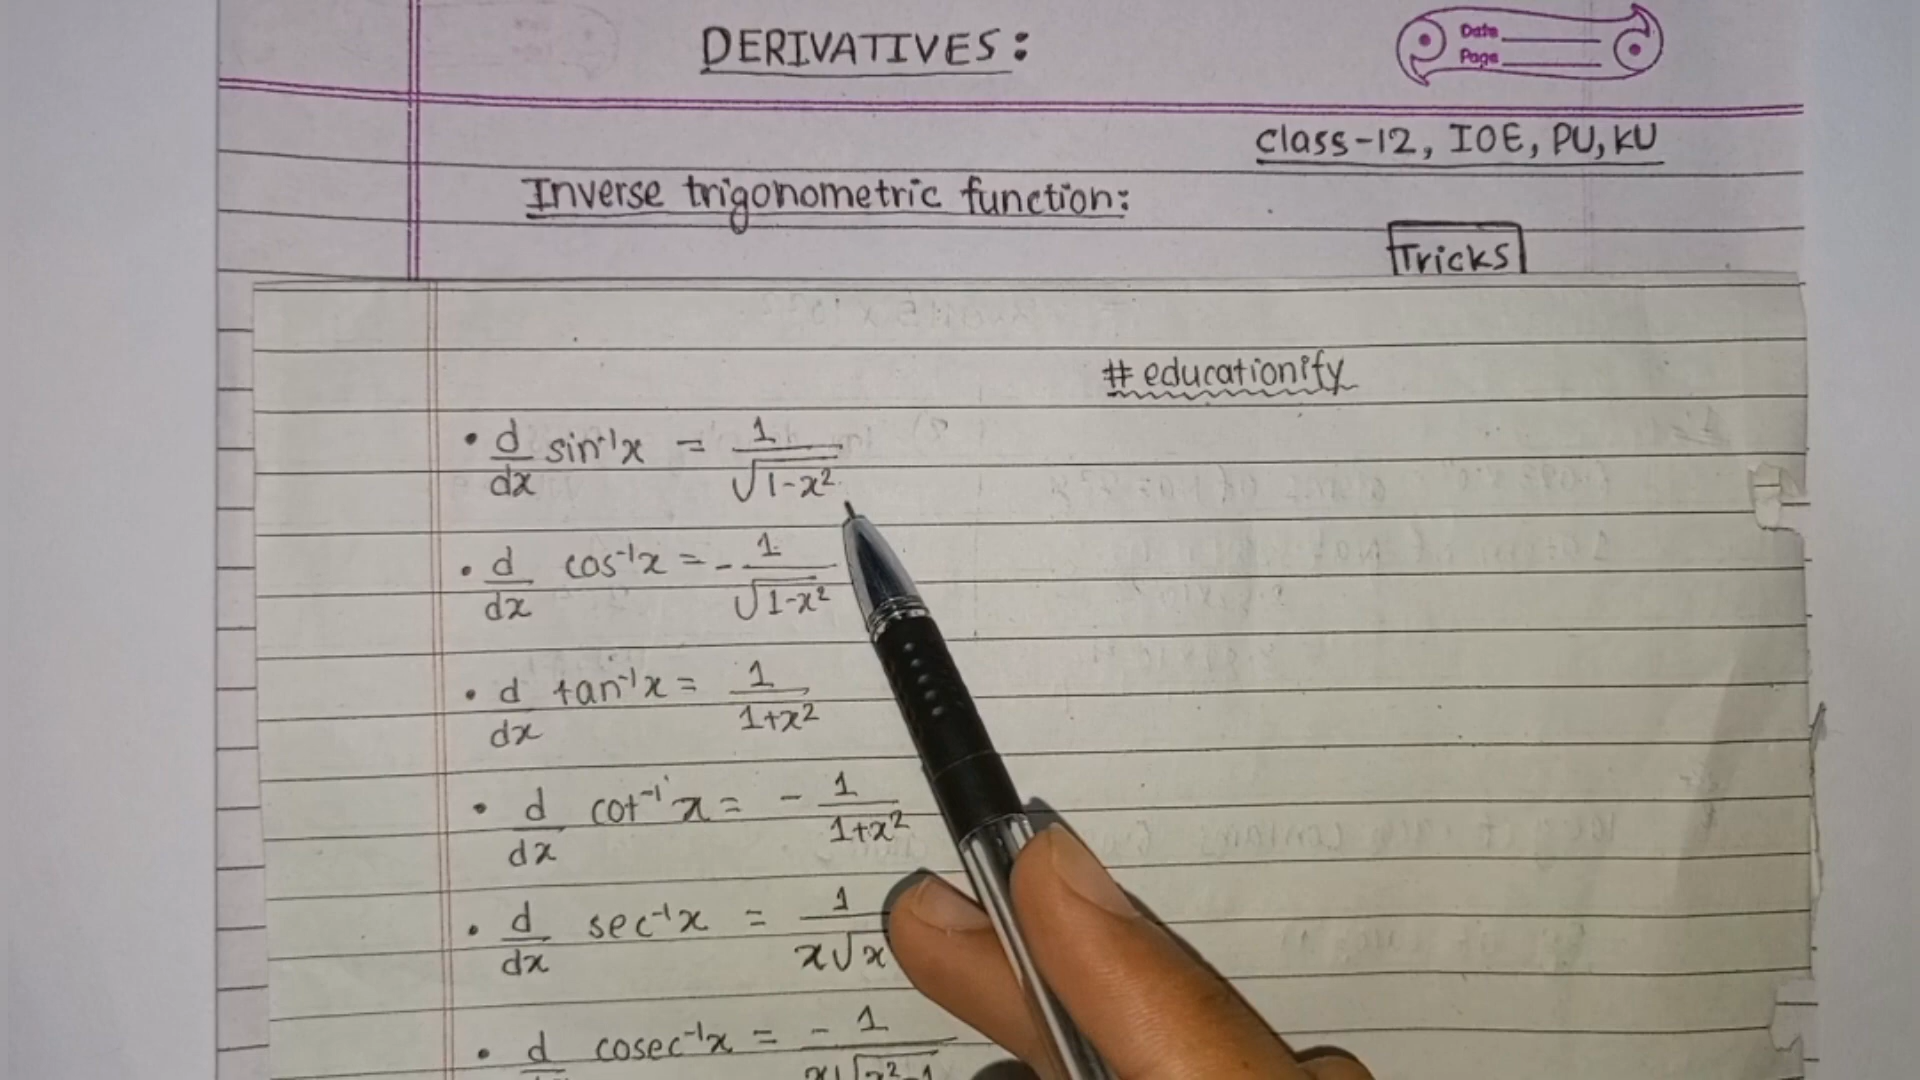 DERIVATIVES:
Date
Page
class-12, IOE, PU, KU
Inverse trigonometric function:
Tricks
# educationify
• d/dx sin⁻¹x = 1/√(1-x²)
• d/dx cos⁻¹x = - 1/√(1-x²)
• d/dx tan⁻¹x = 1/(1+x²)
• d/dx cot⁻¹x = - 1/(1+x²)
• d/dx sec⁻¹x = 1/x√x
• d cosec⁻¹x = - 1/x√(x²-1)